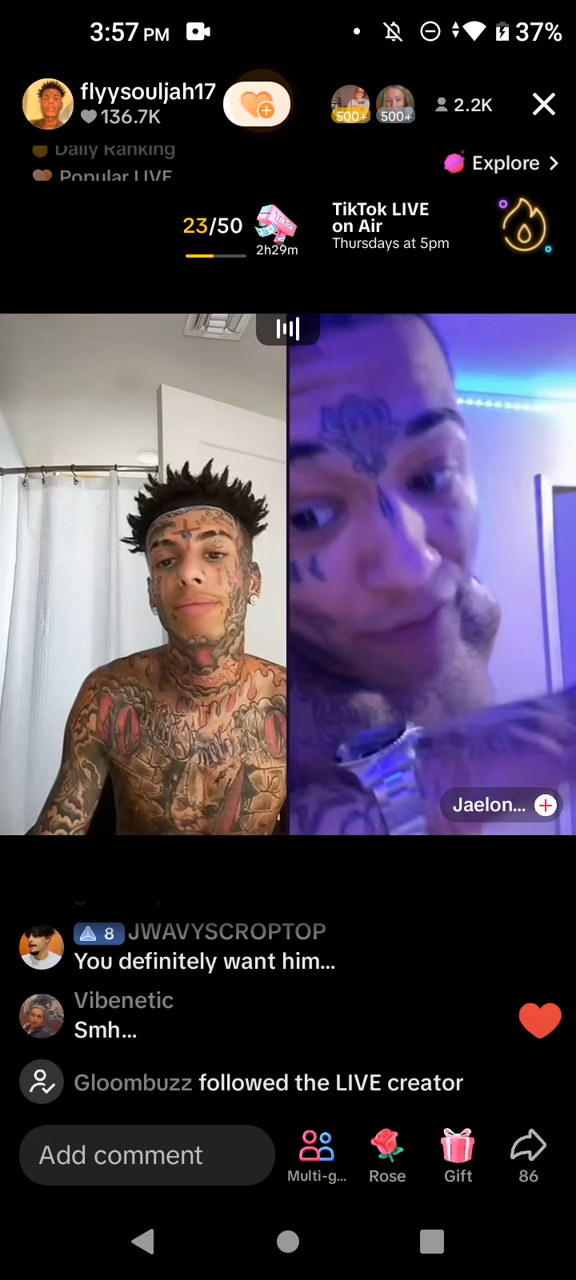 3:57 PM
37%
flyysouljah17
136.7K
500+
500+
2.2K
Daily Ranking
Popular LIVE
Explore >
23/50
TikTok
2h29m
TikTok LIVE
on Air
Thursdays at 5pm
Jaelon...
8 JWAVYSCROPTOP
You definitely want him...
Vibenetic
Smh...
Gloombuzz followed the LIVE creator
Add comment
Multi-g...
Rose
Gift
86